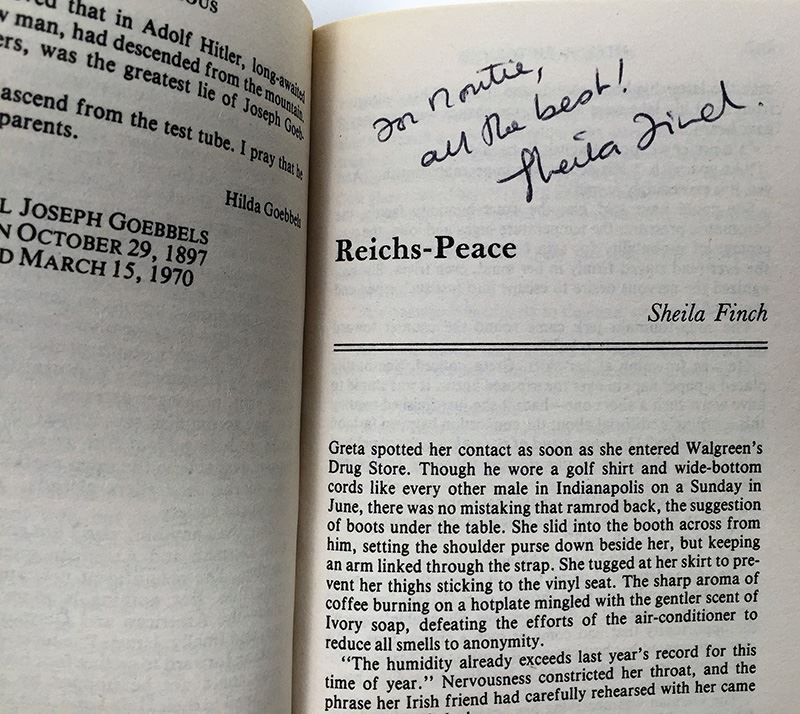 OUS
ved that in Adolf Hitler, long-awaited
w man, had descended from the mountain.
ers, was the greatest lie of Joseph Goeb-
ascend from the test tube. I pray that he
parents.
Hilda Goebbels
L JOSEPH GOEBBELS
N OCTOBER 29, 1897
D MARCH 15, 1970
For Montie,
all the best!
Sheila Finch.
Reichs-Peace
Sheila Finch
Greta spotted her contact as soon as she entered Walgreen's
Drug Store. Though he wore a golf shirt and wide-bottom
cords like every other male in Indianapolis on a Sunday in
June, there was no mistaking that ramrod back, the suggestion
of boots under the table. She slid into the booth across from
him, setting the shoulder purse down beside her, but keeping
an arm linked through the strap. She tugged at her skirt to pre-
vent her thighs sticking to the vinyl seat. The sharp aroma of
coffee burning on a hotplate mingled with the gentler scent of
Ivory soap, defeating the efforts of the air-conditioner to
reduce all smells to anonymity.
"The humidity already exceeds last year's record for this
time of year." Nervousness constricted her throat, and the
phrase her Irish friend had carefully rehearsed with her came